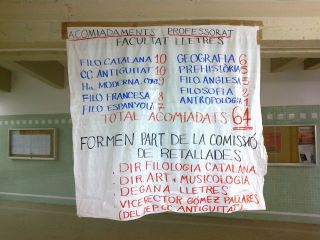 ACOMIADAMENTS PROFESSORAT
FACULTAT LLETRES
FILO CATALANA 10 GEOGRAFIA 6
CC ANTIGUITAT 10 PREHISTÒRIA 5
Hª MODERNA, CONT. 9 FILO ANGLESA 3
FILO FRANCESA 8 FILOSOFIA 2
FILO ESPANYOLA 7 ANTROPOLOGIA 1
TOTAL ACOMIADATS 64
FORMEN PART DE LA COMISSIÓ
DE RETALLADES
. DIR. FILOLOGIA CATALANA
. DIR ART i MUSICOLOGIA
. DEGANA LLETRES
. VICERECTOR GÓMEZ PALLARÈS
(DEL DEP CC ANTIGUITAT)